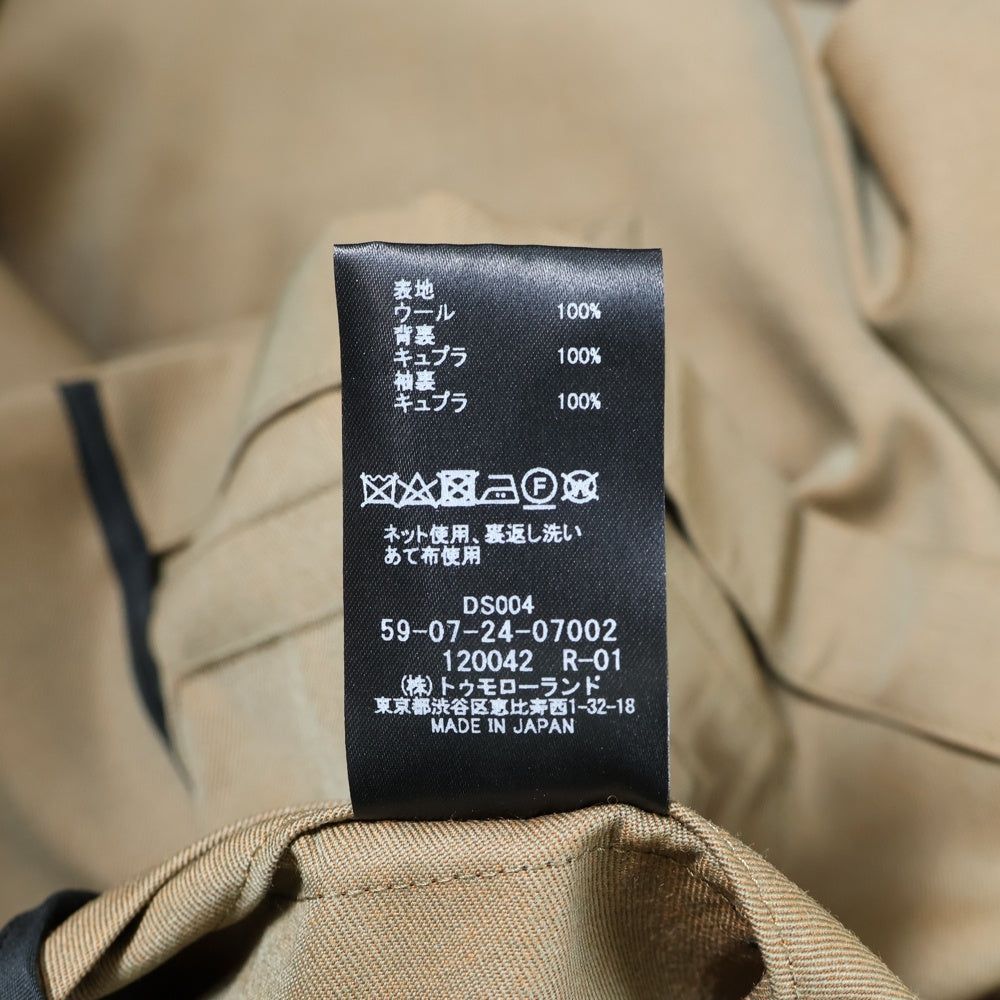 表地
ウール 100%
背裏
キュプラ 100%
袖裏
キュプラ 100%
F W
ネット使用、裏返し洗い
あて布使用
DS004
59-07-24-07002
120042 R-01
(株)トゥモローランド
東京都渋谷区恵比寿西1-32-18
MADE IN JAPAN